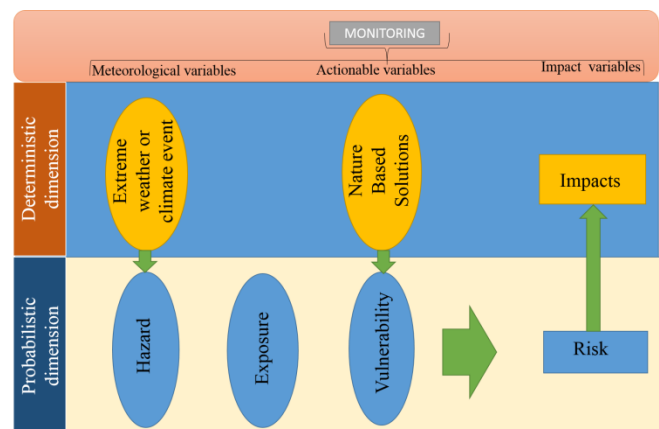 MONITORING
Meteorological variables
Actionable variables
Impact variables
Deterministic
dimension
Extreme
weather or
climate event
Nature
Based
Solutions
Impacts
Probabilistic
dimension
Hazard
Exposure
Vulnerability
Risk